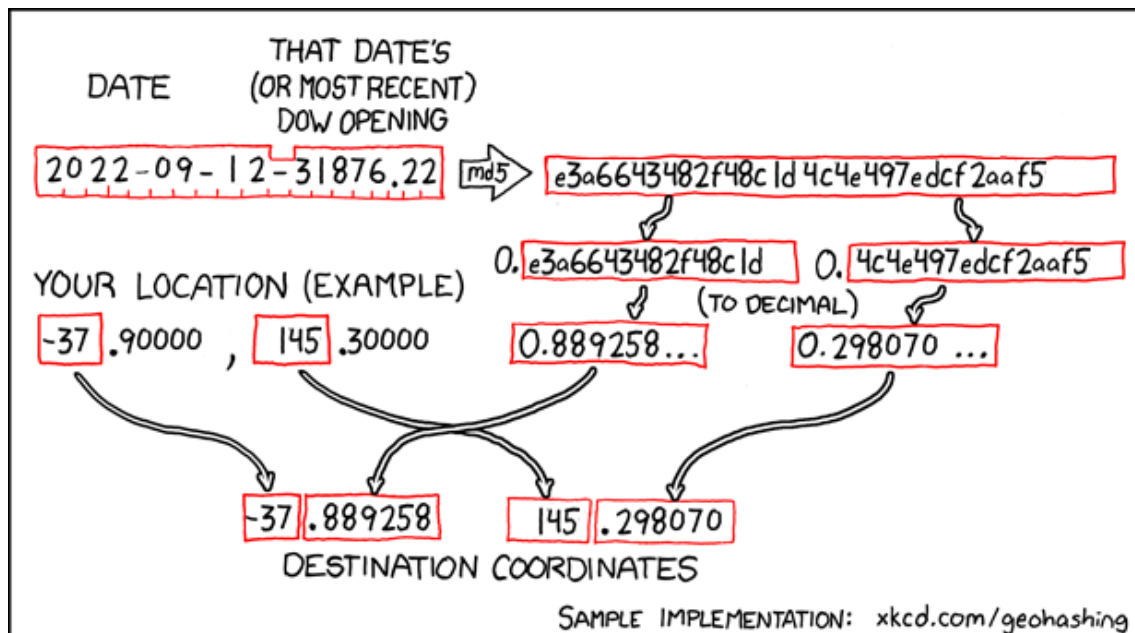 DATE
THAT DATE'S
(OR MOST RECENT)
DOW OPENING
2022-09-12-31876.22
md5
e3a6643482f48c1d4c4e497edcf2aaf5
0.e3a6643482f48c1d
0.4c4e497edcf2aaf5
YOUR LOCATION (EXAMPLE)
(TO DECIMAL)
-37.90000, 145.30000
0.889258...
0.298070...
-37.889258
145.298070
DESTINATION COORDINATES
SAMPLE IMPLEMENTATION: xkcd.com/geohashing